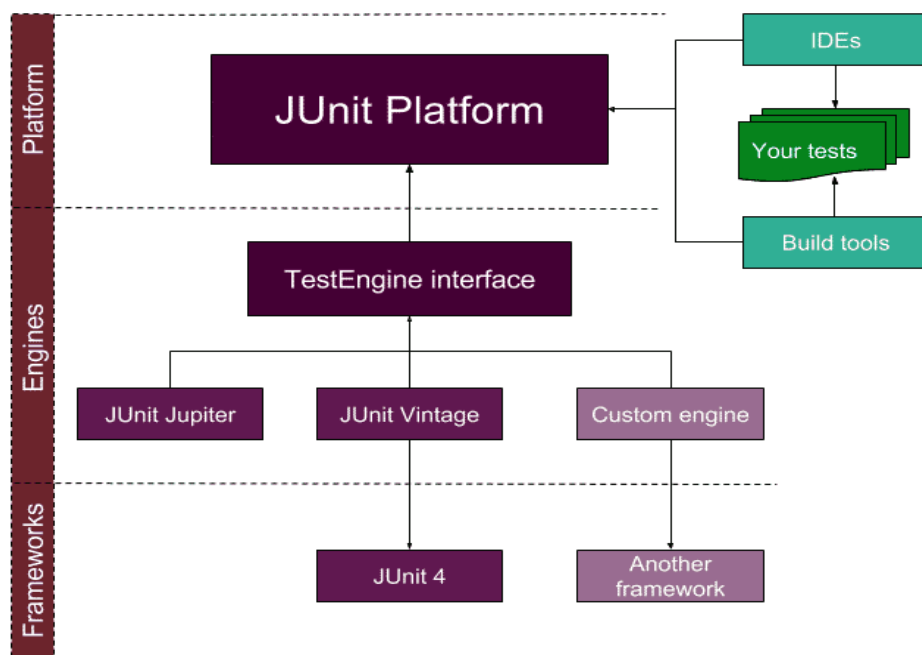 Platform
JUnit Platform
IDEs
Your tests
Build tools
Engines
TestEngine interface
JUnit Jupiter
JUnit Vintage
Custom engine
Frameworks
JUnit 4
Another
framework